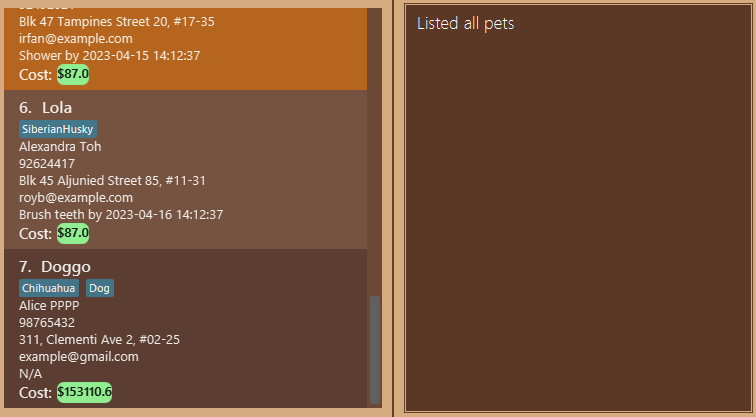 Blk 47 Tampines Street 20, #17-35
irfan@example.com
Shower by 2023-04-15 14:12:37
Cost: $87.0
6. Lola
SiberianHusky
Alexandra Toh
92624417
Blk 45 Aljunied Street 85, #11-31
royb@example.com
Brush teeth by 2023-04-16 14:12:37
Cost: $87.0
7. Doggo
Chihuahua Dog
Alice PPPP
98765432
311, Clementi Ave 2, #02-25
example@gmail.com
N/A
Cost: $153110.6
Listed all pets